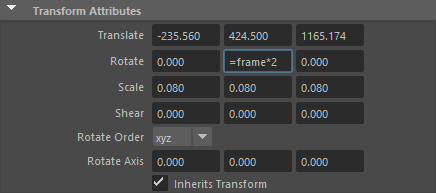 Transform Attributes
Translate -235.560 424.500 1165.174
Rotate 0.000 =frame*2 0.000
Scale 0.080 0.080 0.080
Shear 0.000 0.000 0.000
Rotate Order xyz
Rotate Axis 0.000 0.000 0.000
Inherits Transform